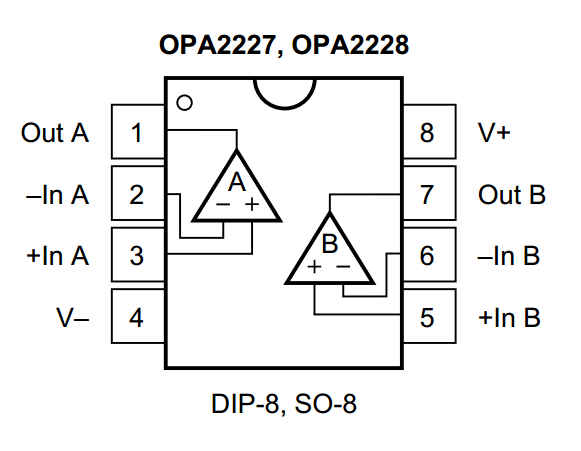 OPA2227, OPA2228
Out A 1 8 V+
–In A 2 7 Out B
A
– +
+In A 3 6 –In B
B
+ –
V– 4 5 +In B
DIP-8, SO-8